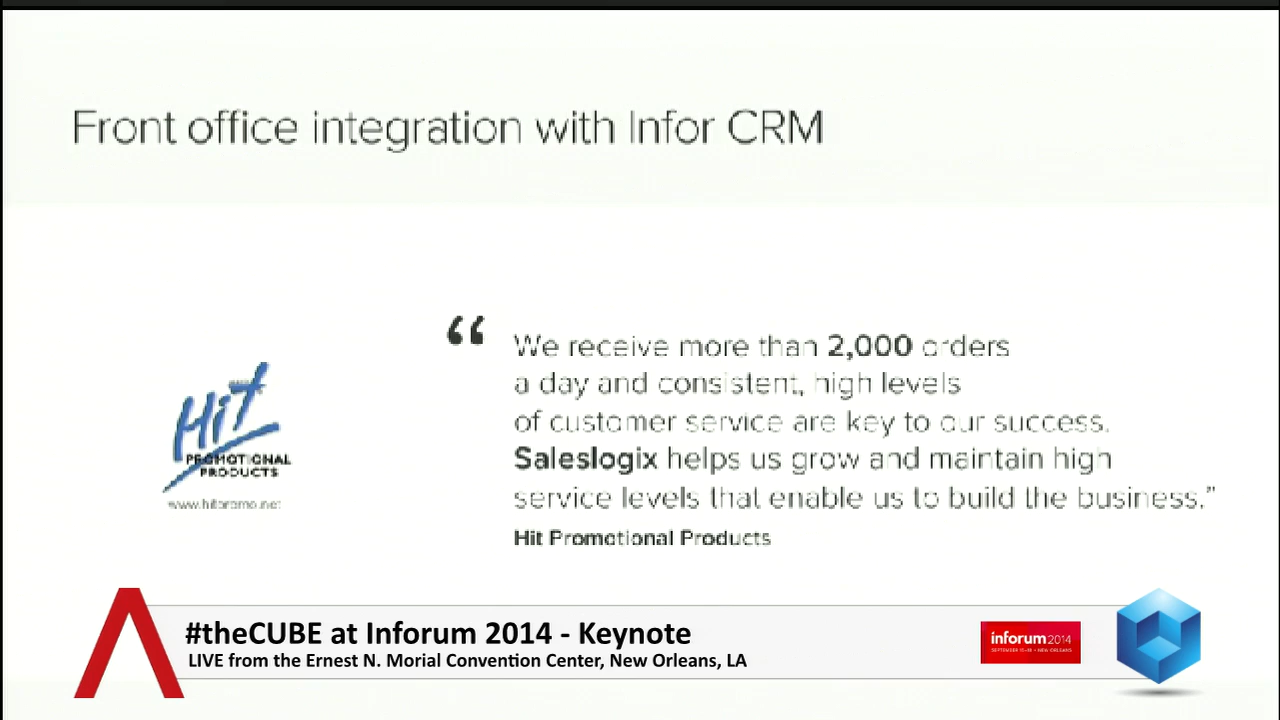 Front office integration with Infor CRM
“
We receive more than 2,000 orders
a day and consistent, high levels
of customer service are key to our success.
Saleslogix helps us grow and maintain high
service levels that enable us to build the business.”
Hit Promotional Products
Hit
PROMOTIONAL
PRODUCTS
www.hitpromo.net
#theCUBE at Inforum 2014 - Keynote
LIVE from the Ernest N. Morial Convention Center, New Orleans, LA
inforum2014